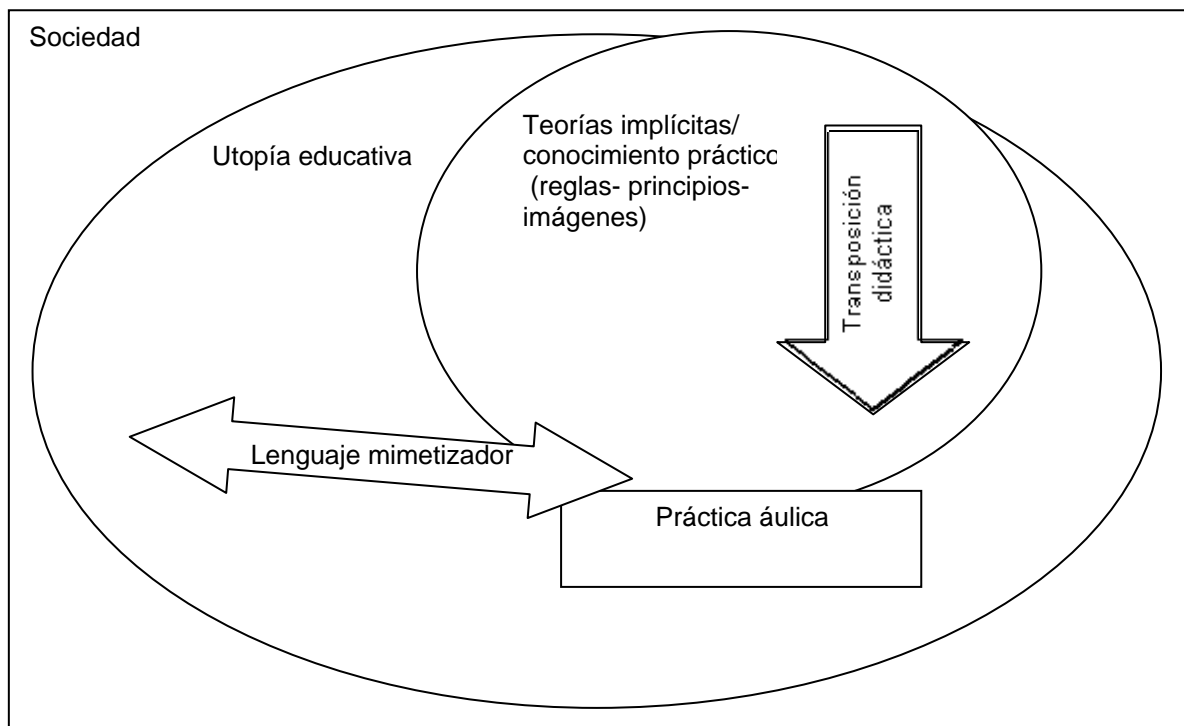 Sociedad
Utopía educativa
Teorías implícitas/
conocimiento práctico
(reglas- principios-
imágenes)
Transposición
didáctica
Lenguaje mimetizador
Práctica áulica